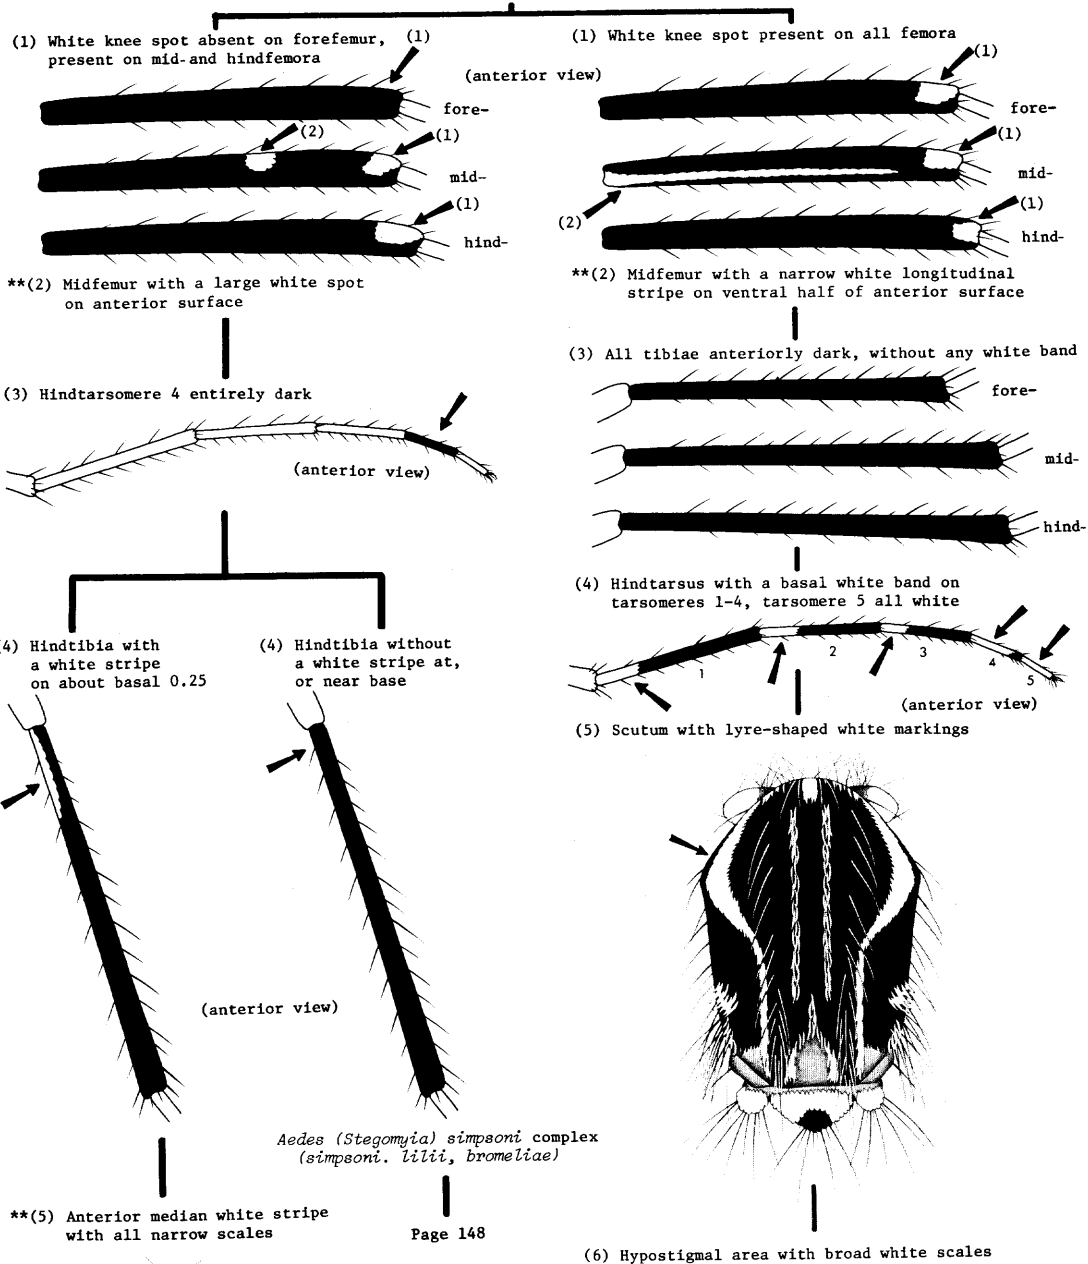 (1) White knee spot absent on forefemur,
present on mid- and hindfemora
(1)
(anterior view)
fore-
(2)
(1)
mid-
(1)
hind-
**(2) Midfemur with a large white spot
on anterior surface
(3) Hindtarsomere 4 entirely dark
(anterior view)
4) Hindtibia with
a white stripe
on about basal 0.25
(4) Hindtibia without
a white stripe at,
or near base
(anterior view)
Aedes (Stegomyia) simpsoni complex
(simpsoni. lilii, bromeliae)
**(5) Anterior median white stripe
with all narrow scales
Page 148
(1) White knee spot present on all femora
(1)
fore-
(1)
mid-
(2)
(1)
hind-
**(2) Midfemur with a narrow white longitudinal
stripe on ventral half of anterior surface
(3) All tibiae anteriorly dark, without any white band
fore-
mid-
hind-
(4) Hindtarsus with a basal white band on
tarsomeres 1-4, tarsomere 5 all white
1
2
3
4
5
(anterior view)
(5) Scutum with lyre-shaped white markings
(6) Hypostigmal area with broad white scales